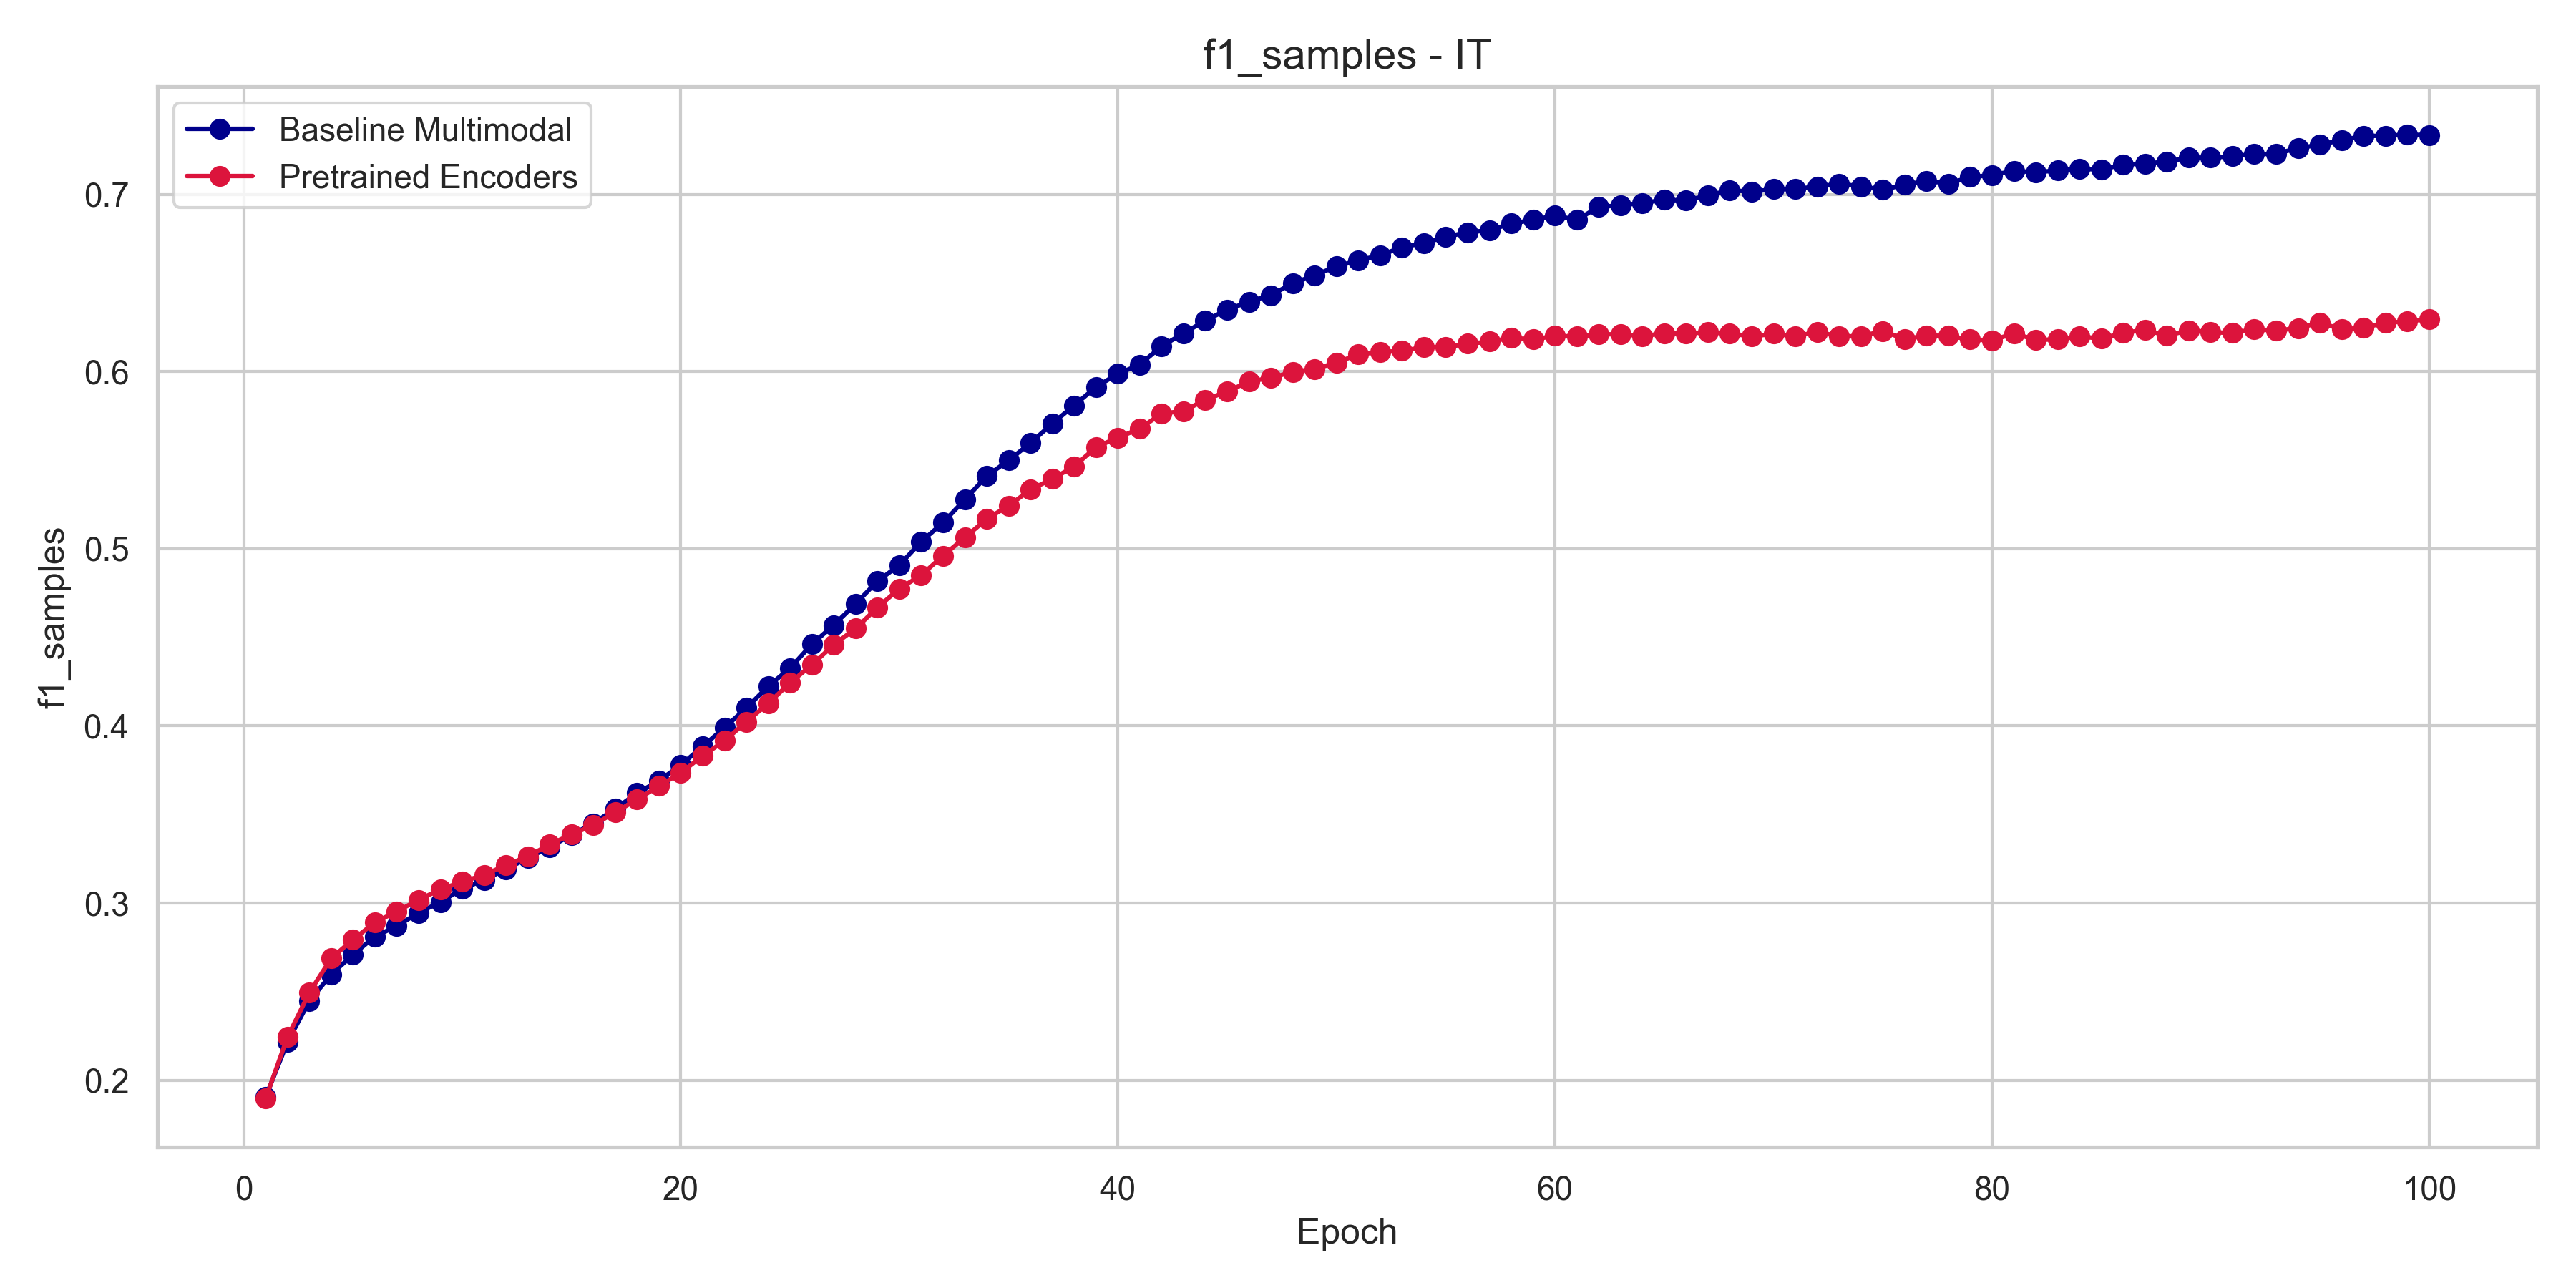 f1_samples - IT
Baseline Multimodal
Pretrained Encoders
f1_samples
0.7
0.6
0.5
0.4
0.3
0.2
0 20 40 60 80 100
Epoch